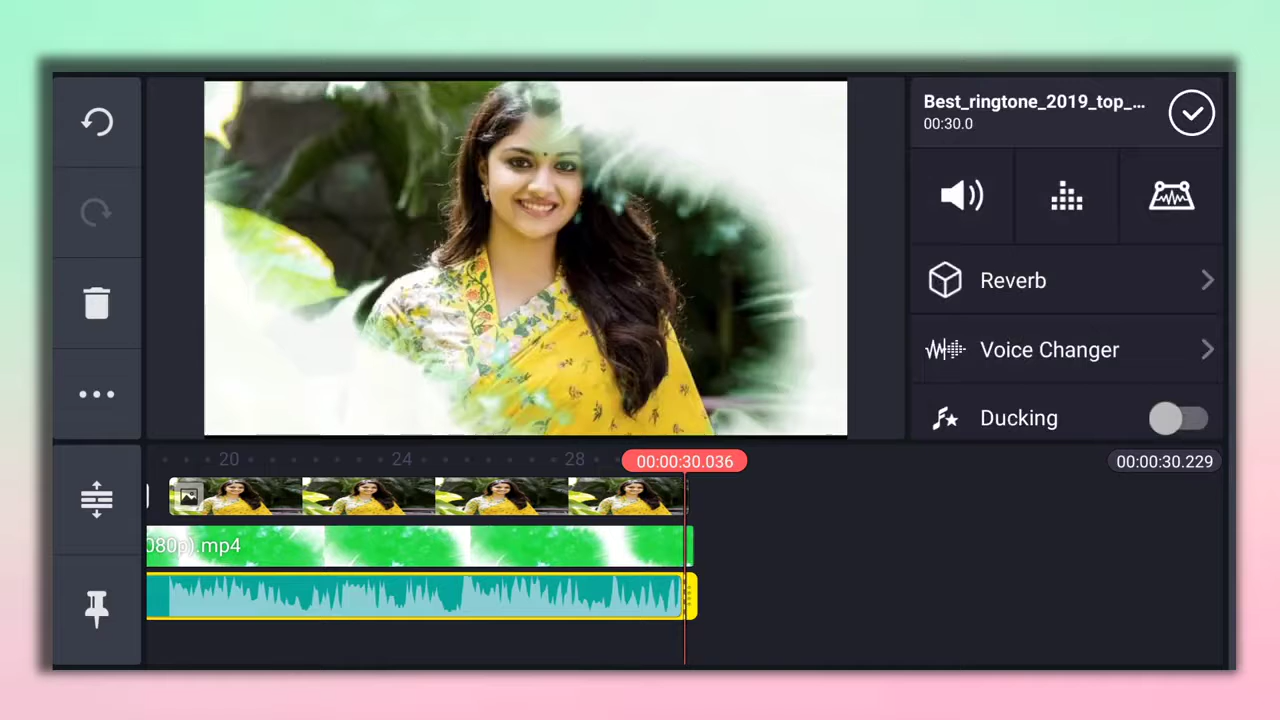 Best_ringtone_2019_top_...
00:30.0
Reverb
Voice Changer
Ducking
20
24
28
00:00:30.036
00:00:30.229
080p).mp4